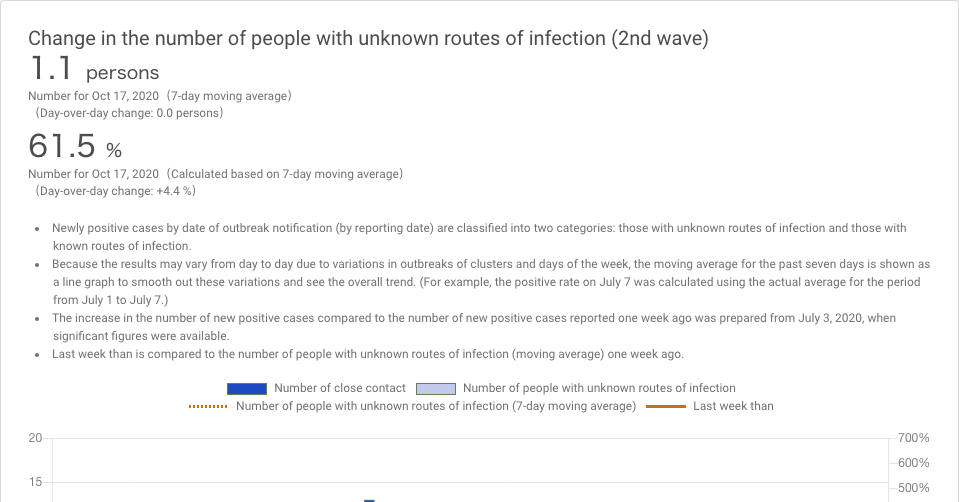 Change in the number of people with unknown routes of infection (2nd wave)
1.1 persons
Number for Oct 17, 2020（7-day moving average）
（Day-over-day change: 0.0 persons）
61.5 %
Number for Oct 17, 2020（Calculated based on 7-day moving average）
（Day-over-day change: +4.4 %）
• Newly positive cases by date of outbreak notification (by reporting date) are classified into two categories: those with unknown routes of infection and those with
known routes of infection.
• Because the results may vary from day to day due to variations in outbreaks of clusters and days of the week, the moving average for the past seven days is shown as
a line graph to smooth out these variations and see the overall trend. (For example, the positive rate on July 7 was calculated using the actual average for the period
from July 1 to July 7.)
• The increase in the number of new positive cases compared to the number of new positive cases reported one week ago was prepared from July 3, 2020, when
significant figures were available.
• Last week than is compared to the number of people with unknown routes of infection (moving average) one week ago.
Number of close contact Number of people with unknown routes of infection
Number of people with unknown routes of infection (7-day moving average) Last week than
20 700%
600%
15 500%